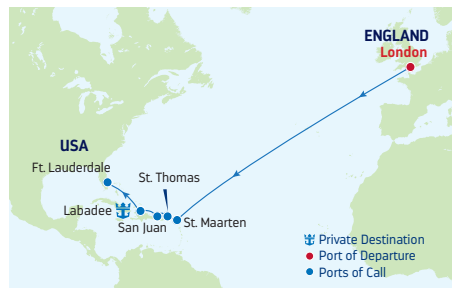 ENGLAND
London
USA
Ft. Lauderdale
St. Thomas
Labadee
San Juan
St. Maarten
Private Destination
Port of Departure
Ports of Call